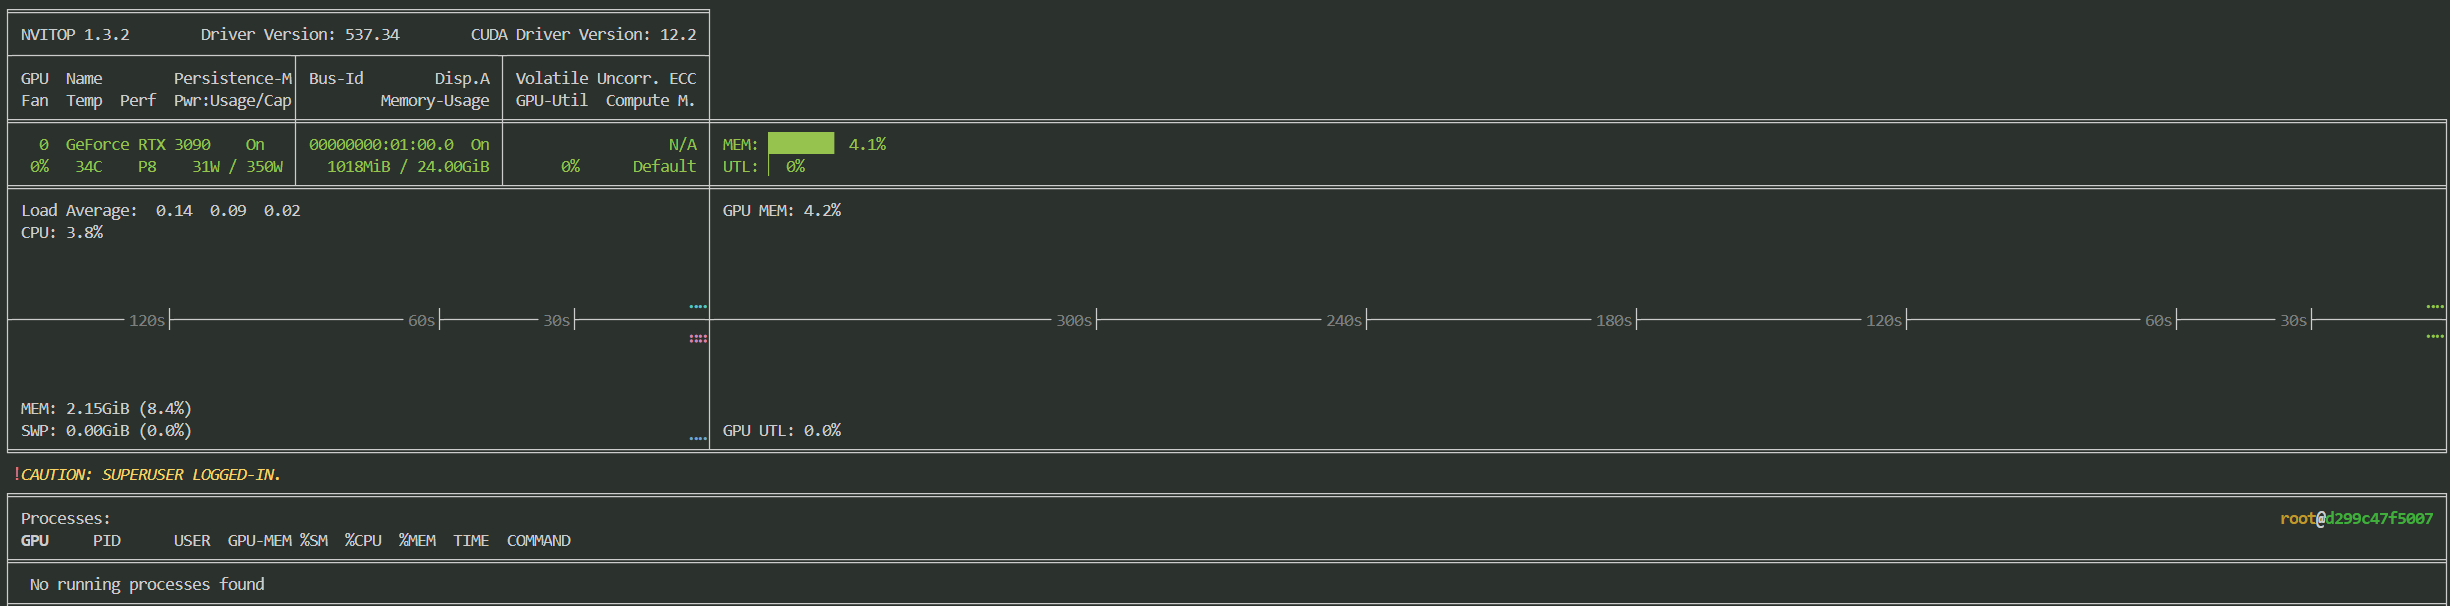 NVITOP 1.3.2 Driver Version: 537.34 CUDA Driver Version: 12.2
GPU Name Persistence-M Bus-Id Disp.A Volatile Uncorr. ECC
Fan Temp Perf Pwr:Usage/Cap Memory-Usage GPU-Util Compute M.
0 GeForce RTX 3090 On 00000000:01:00.0 On N/A MEM: 4.1%
0% 34C P8 31W / 350W 1018MiB / 24.00GiB 0% Default UTL: 0%
Load Average: 0.14 0.09 0.02 GPU MEM: 4.2%
CPU: 3.8%
120s 60s 30s 300s 240s 180s 120s 60s 30s
MEM: 2.15GiB (8.4%)
SWP: 0.00GiB (0.0%) GPU UTL: 0.0%
!CAUTION: SUPERUSER LOGGED-IN.
Processes: root@d299c47f5007
GPU PID USER GPU-MEM %SM %CPU %MEM TIME COMMAND
No running processes found